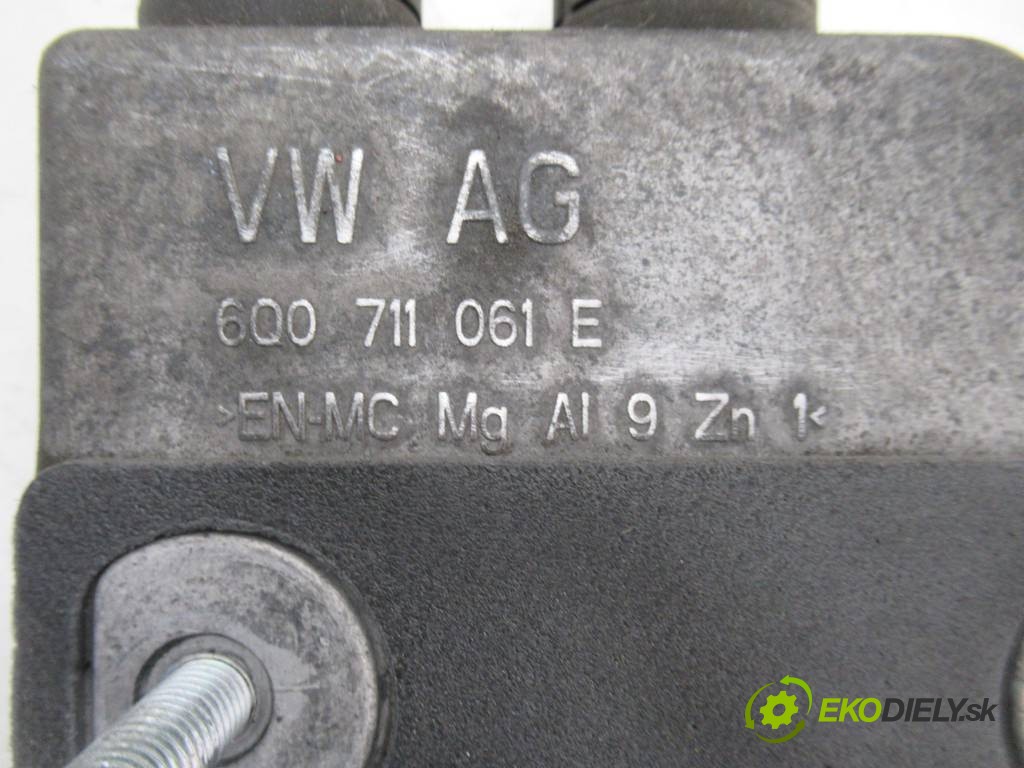 VW AG
6Q0 711 061 E
>EN-MC Mg Al 9 Zn 1<
EKODIELY.sk